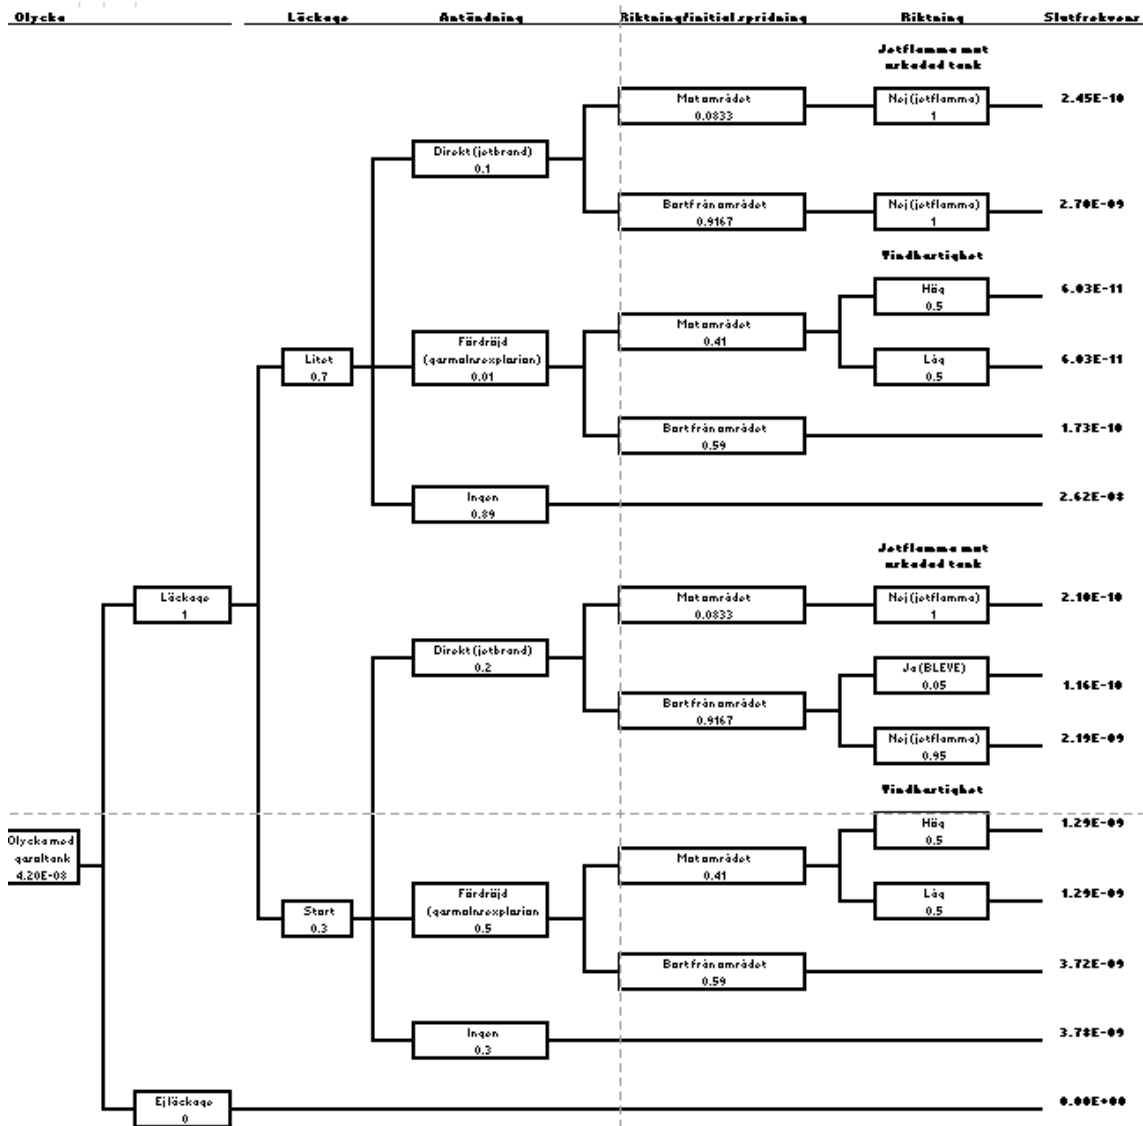 Olycka
Läckage
Antändning
Riktning/initial spridning
Riktning
Slutfrekvens
Jetflamma mot
oskadad tank
Mot området
0.0833
Nej (jetflamma)
1
2.45E-10
Direkt (jetbrand)
0.1
Bort från området
0.9167
Nej (jetflamma)
1
2.70E-09
Vindhastighet
Hög
0.5
6.03E-11
Mot området
0.41
Låg
0.5
6.03E-11
Litet
0.7
Fördröjd
(gasmolnsexplosion)
0.01
Bort från området
0.59
1.73E-10
Ingen
0.89
2.62E-08
Jetflamma mot
oskadad tank
Läckage
1
Mot området
0.0833
Nej (jetflamma)
1
2.10E-10
Direkt (jetbrand)
0.2
Ja (BLEVE)
0.05
1.16E-10
Bort från området
0.9167
Nej (jetflamma)
0.95
2.19E-09
Vindhastighet
Hög
0.5
1.29E-09
Olycka med
gasoltank
4.20E-08
Mot området
0.41
Låg
0.5
1.29E-09
Stort
0.3
Fördröjd
(gasmolnsexplosion
0.5
Bort från området
0.59
3.72E-09
Ingen
0.3
3.78E-09
Ej läckage
0
0.00E+00